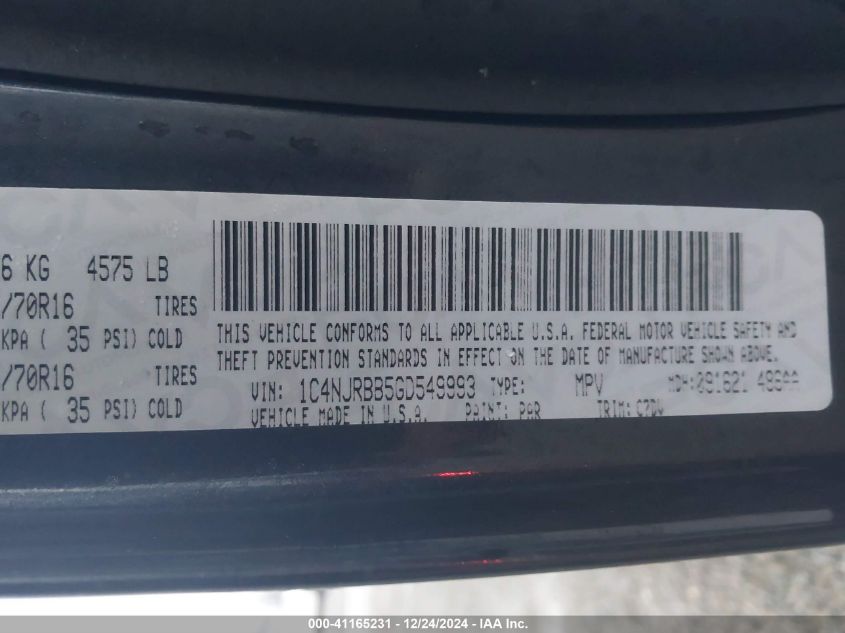 6 KG 4575 LB
/70R16 TIRES
KPA ( 35 PSI) COLD
/70R16 TIRES
KPA ( 35 PSI) COLD
THIS VEHICLE CONFORMS TO ALL APPLICABLE U.S.A. FEDERAL MOTOR VEHICLE SAFETY AND
THEFT PREVENTION STANDARDS IN EFFECT ON THE DATE OF MANUFACTURE SHOWN ABOVE.
VIN: 1C4NJRBB5GD549993 TYPE: MPV MDH:
VEHICLE MADE IN U.S.A PAINT: PAR TRIM:
000-41165231 - 12/24/2024 - IAA Inc.